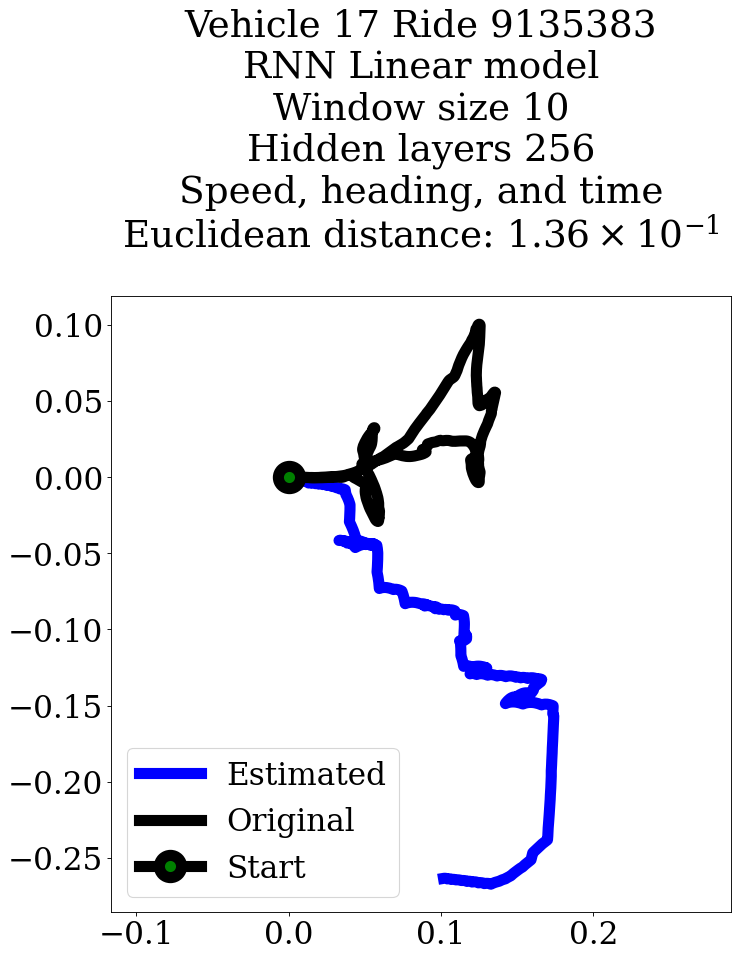 Vehicle 17 Ride 9135383
RNN Linear model
Window size 10
Hidden layers 256
Speed, heading, and time
Euclidean distance: 1.36 × 10⁻¹
0.10
0.05
0.00
−0.05
−0.10
−0.15
−0.20
−0.25
Estimated
Original
Start
−0.1 0.0 0.1 0.2